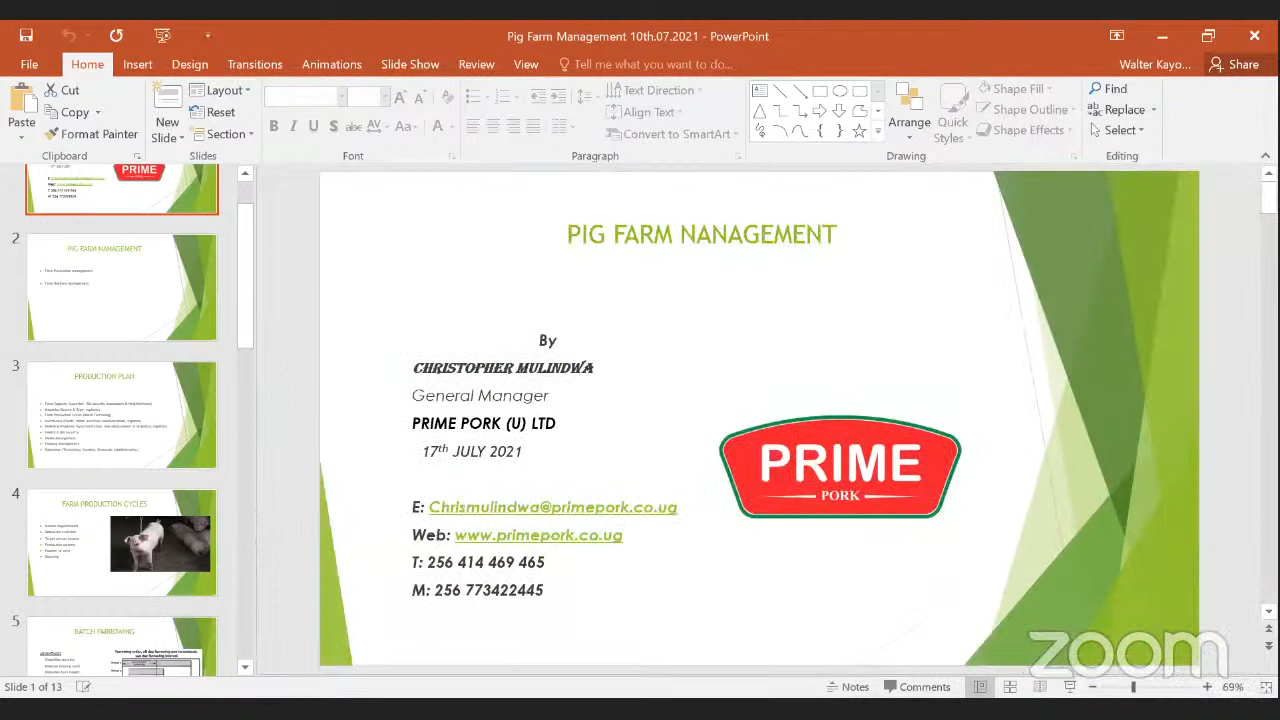 Pig Farm Management 10th.07.2021 - PowerPoint
File Home Insert Design Transitions Animations Slide Show Review View Tell me what you want to do... Walter Kayo... Share
Paste Cut Copy Format Painter Clipboard
New Slide Layout Reset Section Slides
B I U S abc AV Aa A Font
Text Direction Align Text Convert to SmartArt Paragraph
Arrange Quick Styles Shape Fill Shape Outline Shape Effects Drawing
Find Replace Select Editing
PRIME
2
PIG FARM NANAGEMENT
3
PRODUCTION PLAN
4
FARM PRODUCTION CYCLES
5
BATCH FARROWING
PIG FARM NANAGEMENT
By
CHRISTOPHER MULINDWA
General Manager
PRIME PORK (U) LTD
17th JULY 2021
E: Chrismulindwa@primepork.co.ug
Web: www.primepork.co.ug
T: 256 414 469 465
M: 256 773422445
PRIME
PORK
zoom
Slide 1 of 13 Notes Comments 69%